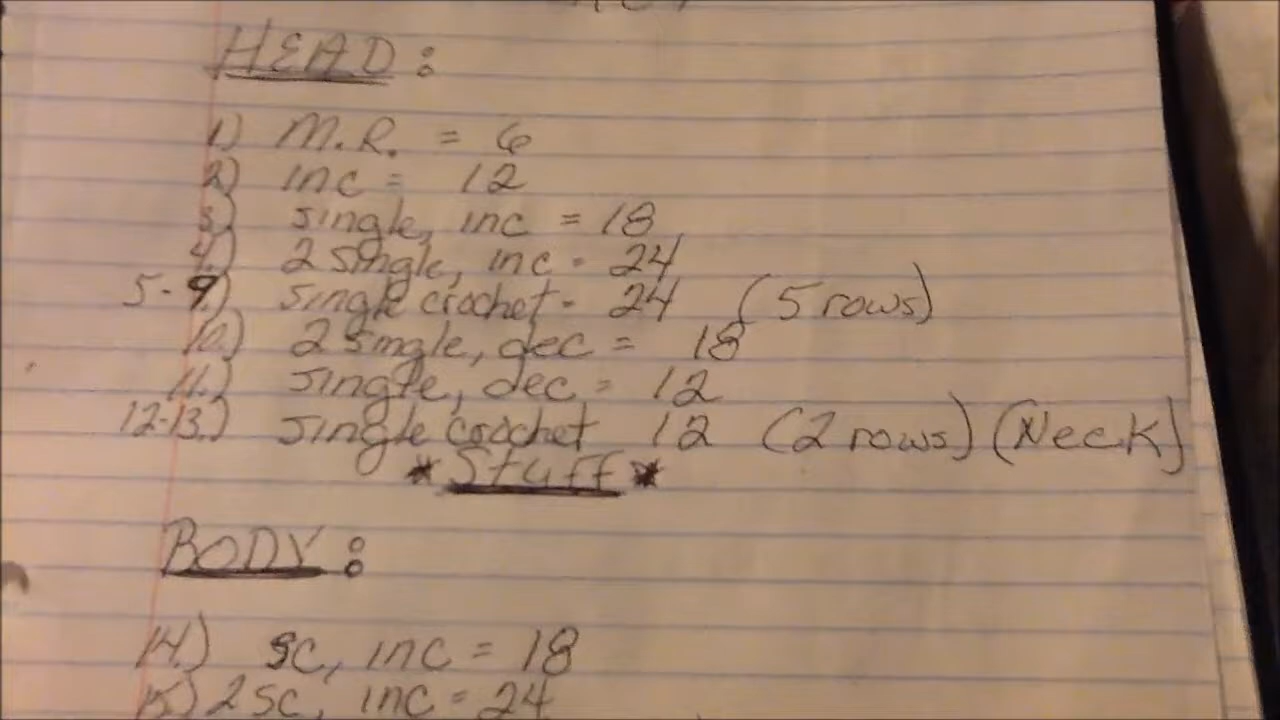 HEAD:
1.) M.R. = 6
2.) inc = 12
3.) single, inc = 18
4.) 2 single, inc = 24
5-9.) single crochet = 24 (5 rows)
10.) 2 single, dec = 18
11.) single, dec = 12
12-13.) single crochet 12 (2 rows) (Neck)
*Stuff*
BODY:
14.) sc, inc = 18
15.) 2 sc, inc = 24